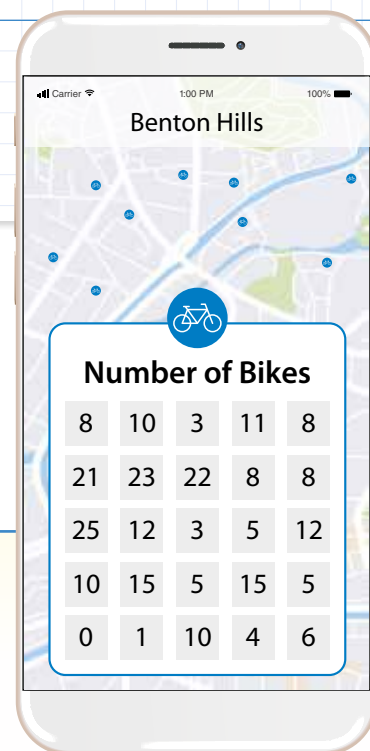 Carrier 1:00 PM 100%
Benton Hills
Number of Bikes
8 10 3 11 8
21 23 22 8 8
25 12 3 5 12
10 15 5 15 5
0 1 10 4 6